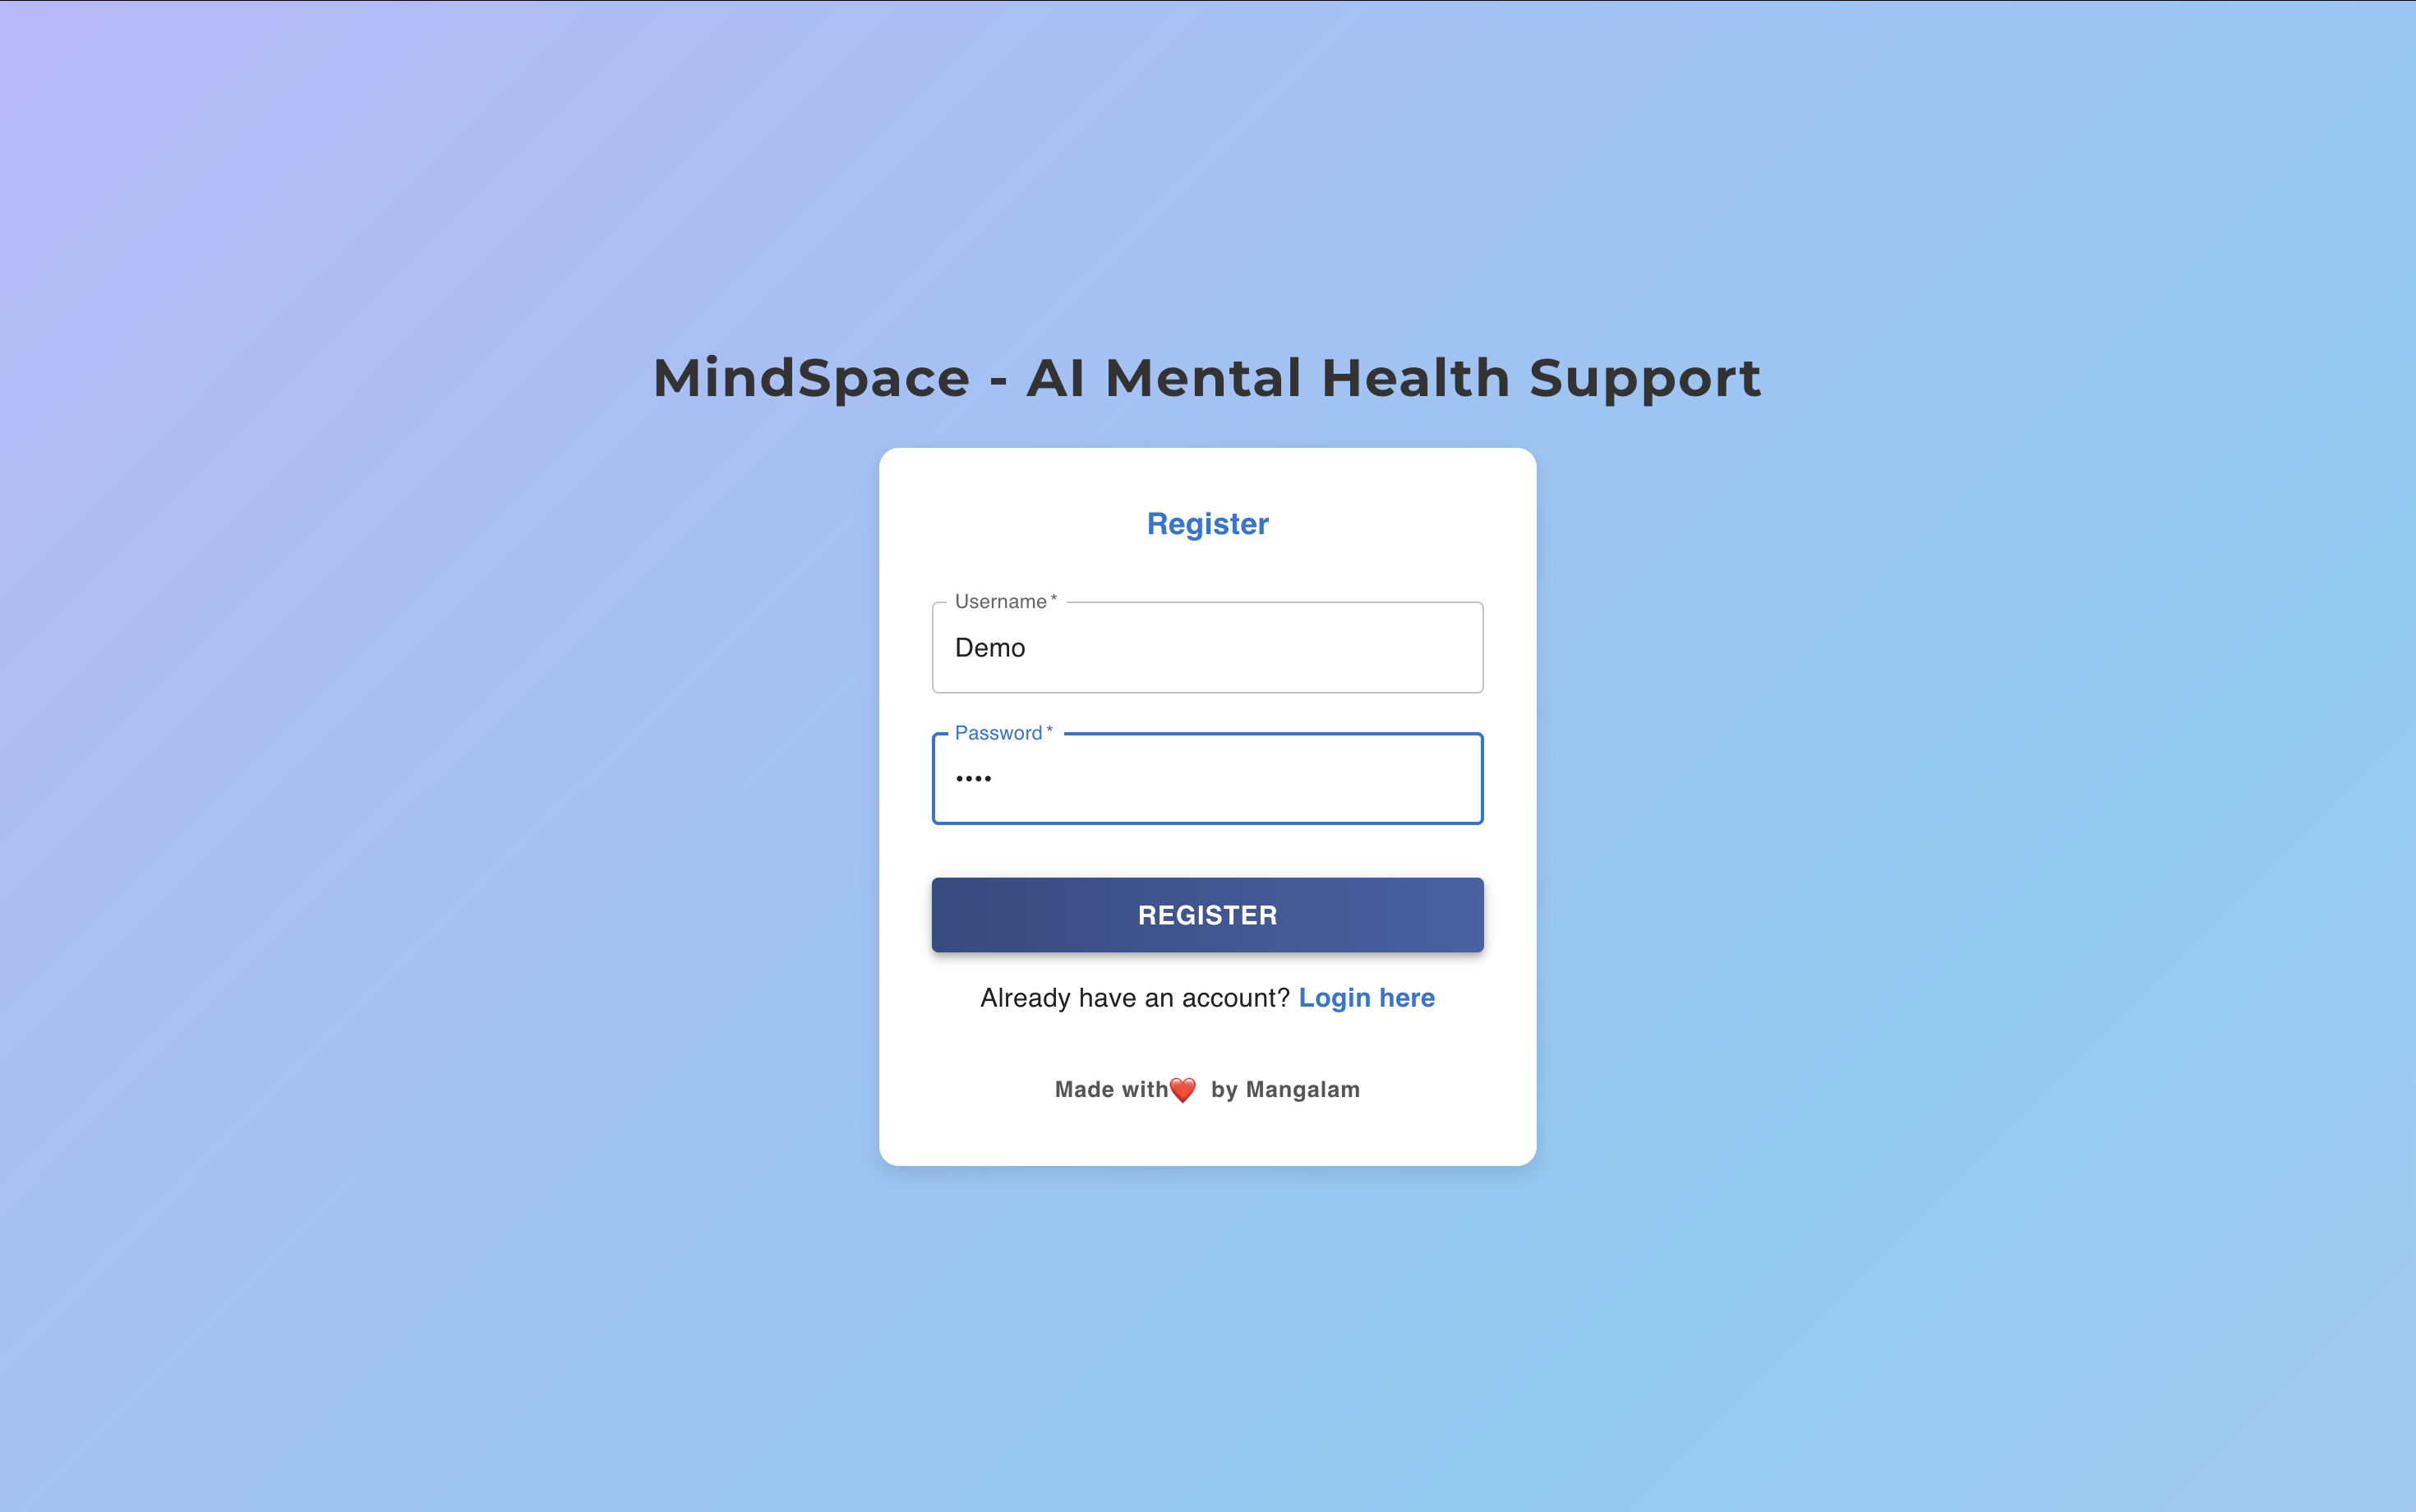 MindSpace - AI Mental Health Support
Register
Username *
Demo
Password *
••••
REGISTER
Already have an account? Login here
Made with❤️ by Mangalam